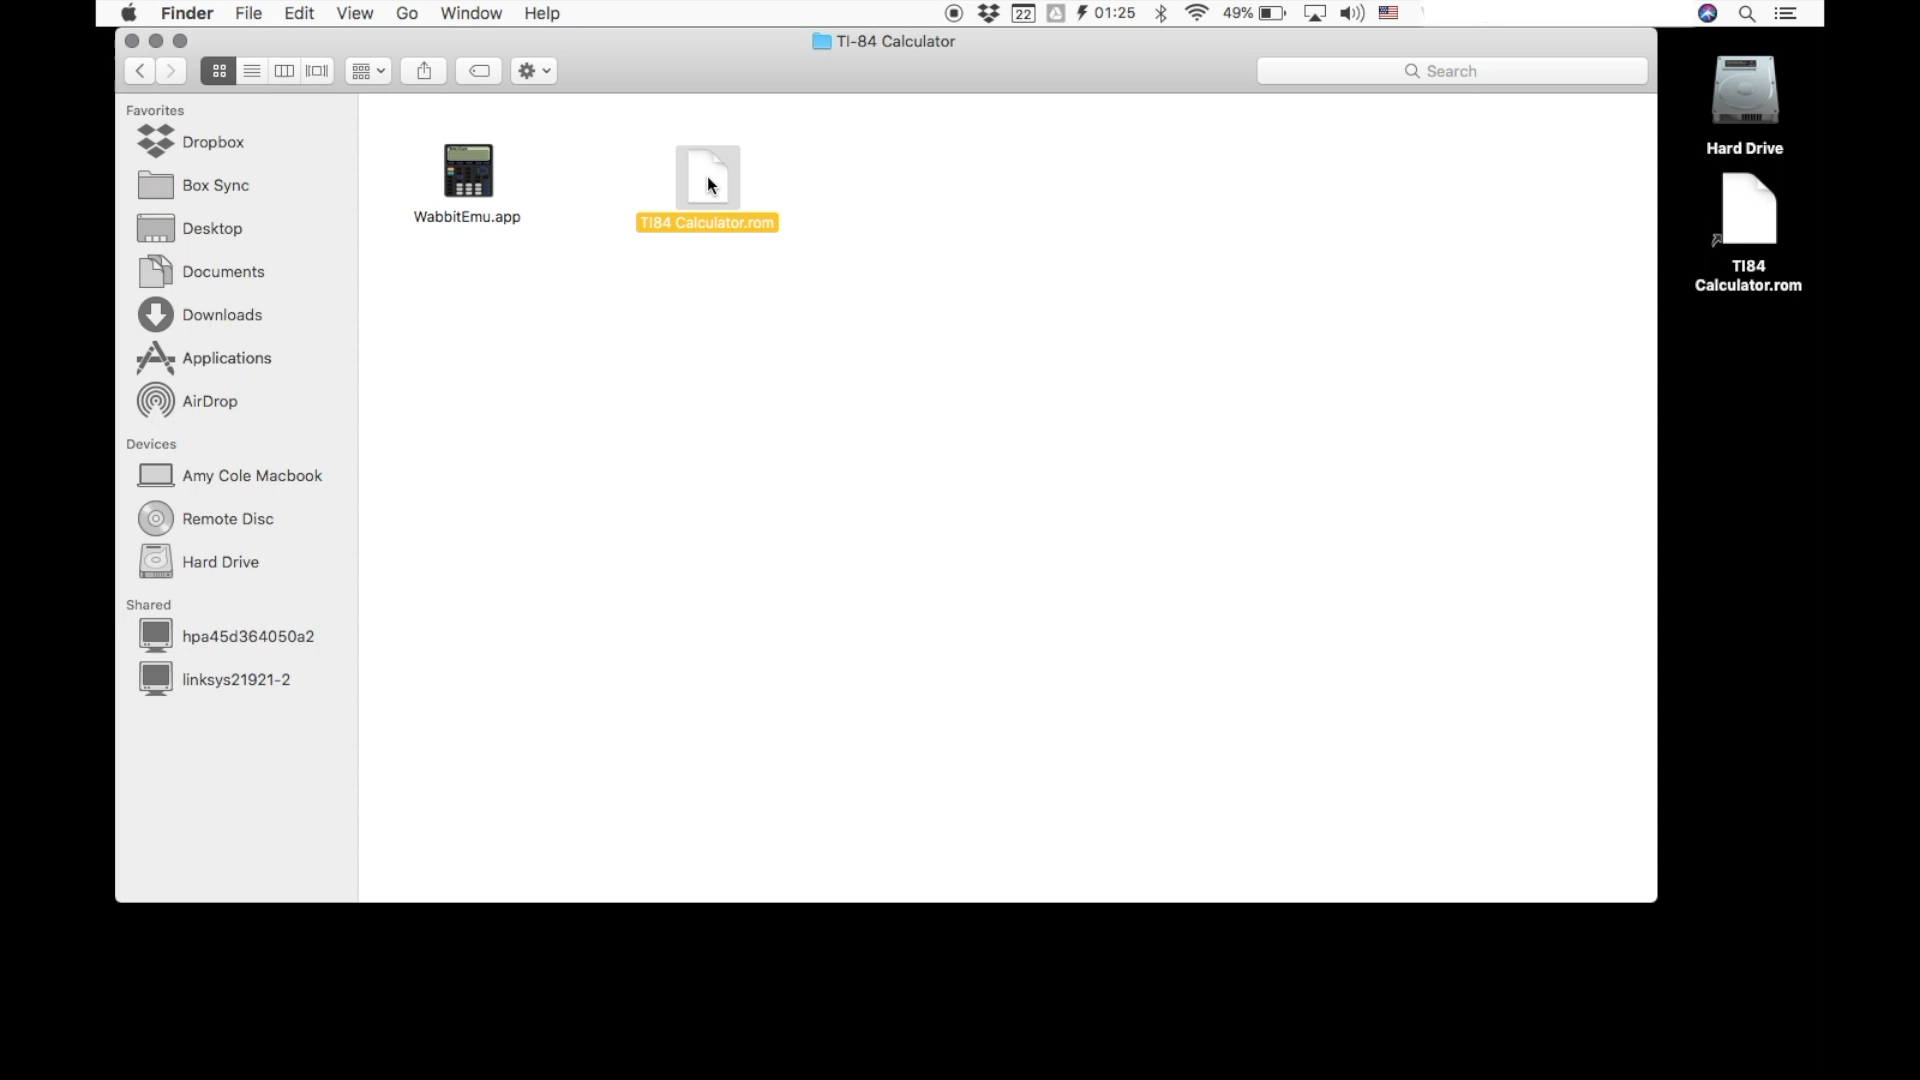 Finder File Edit View Go Window Help 22 01:25 49%
TI-84 Calculator
Search
Favorites
Dropbox
Box Sync
Desktop
Documents
Downloads
Applications
AirDrop
Devices
Amy Cole Macbook
Remote Disc
Hard Drive
Shared
hpa45d364050a2
linksys21921-2
WabbitEmu.app
TI84 Calculator.rom
Hard Drive
TI84
Calculator.rom